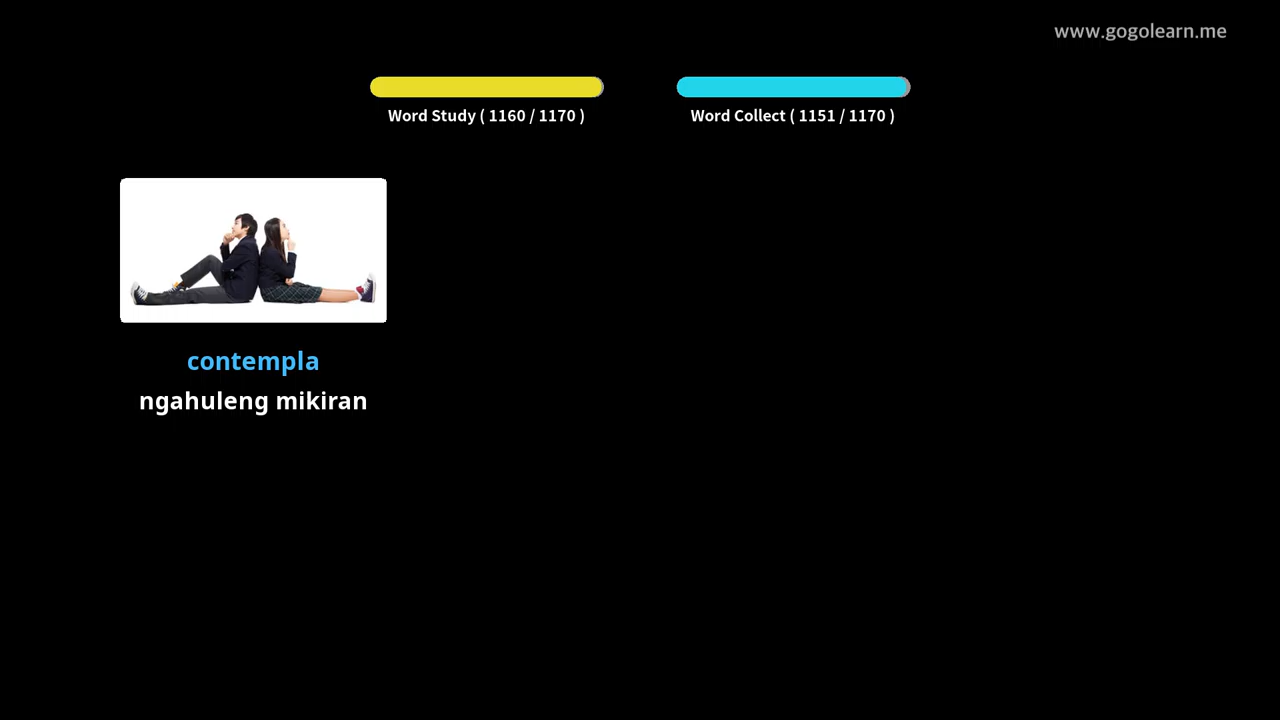 www.gogolearn.me
Word Study ( 1160 / 1170 )
Word Collect ( 1151 / 1170 )
contempla
ngahuleng mikiran